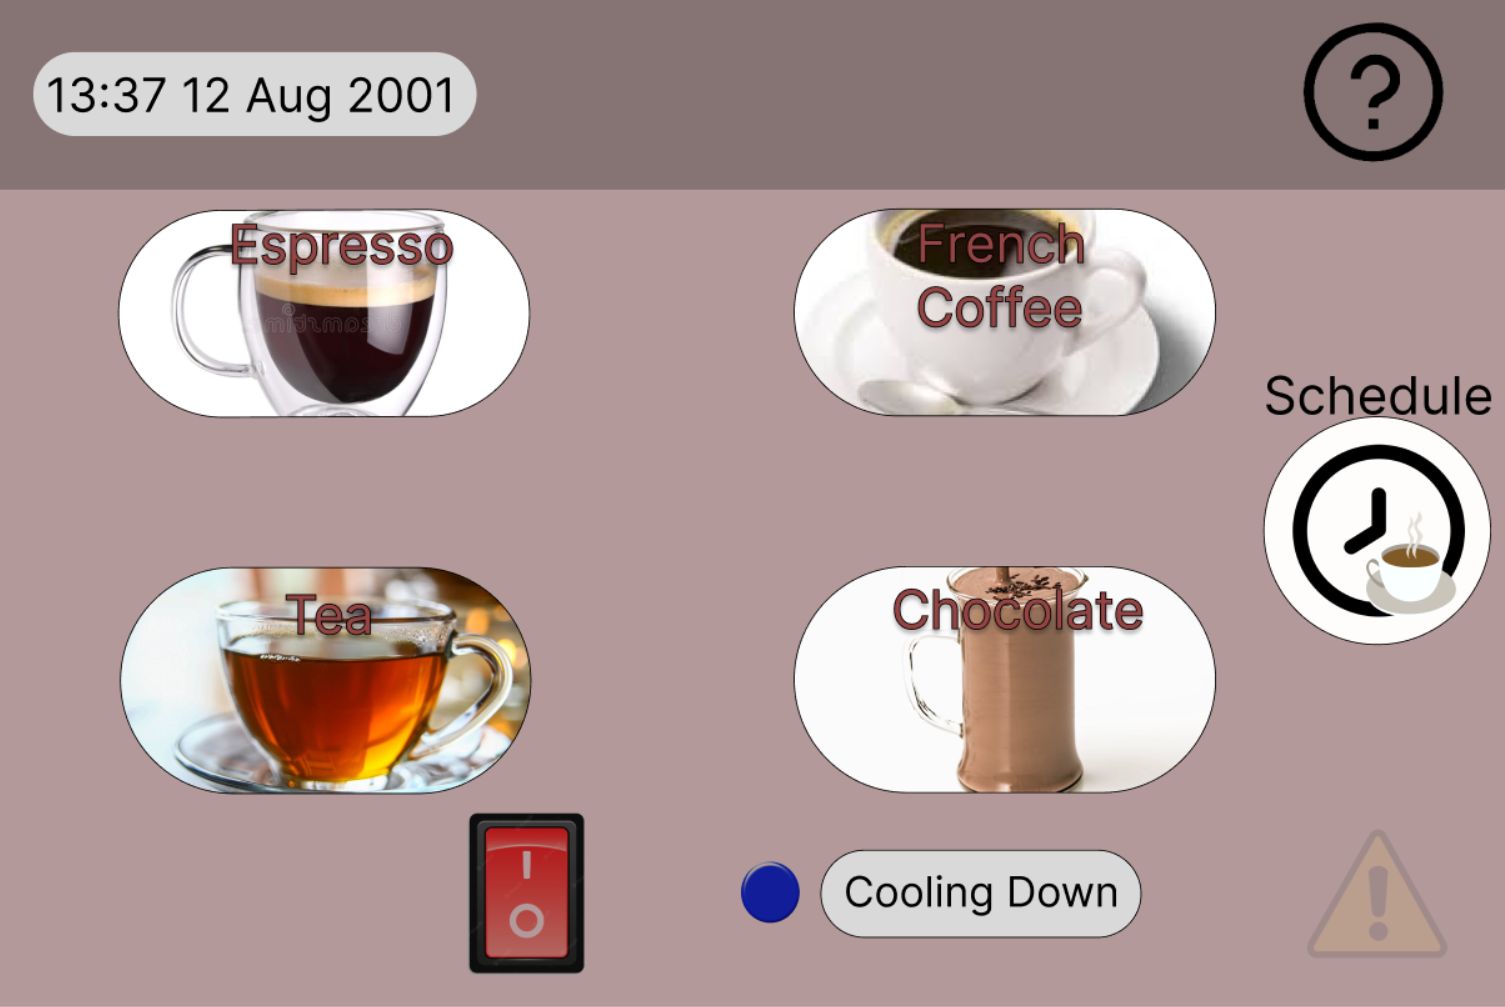 13:37 12 Aug 2001
?
Espresso
French
Coffee
Schedule
Tea
Chocolate
Cooling Down